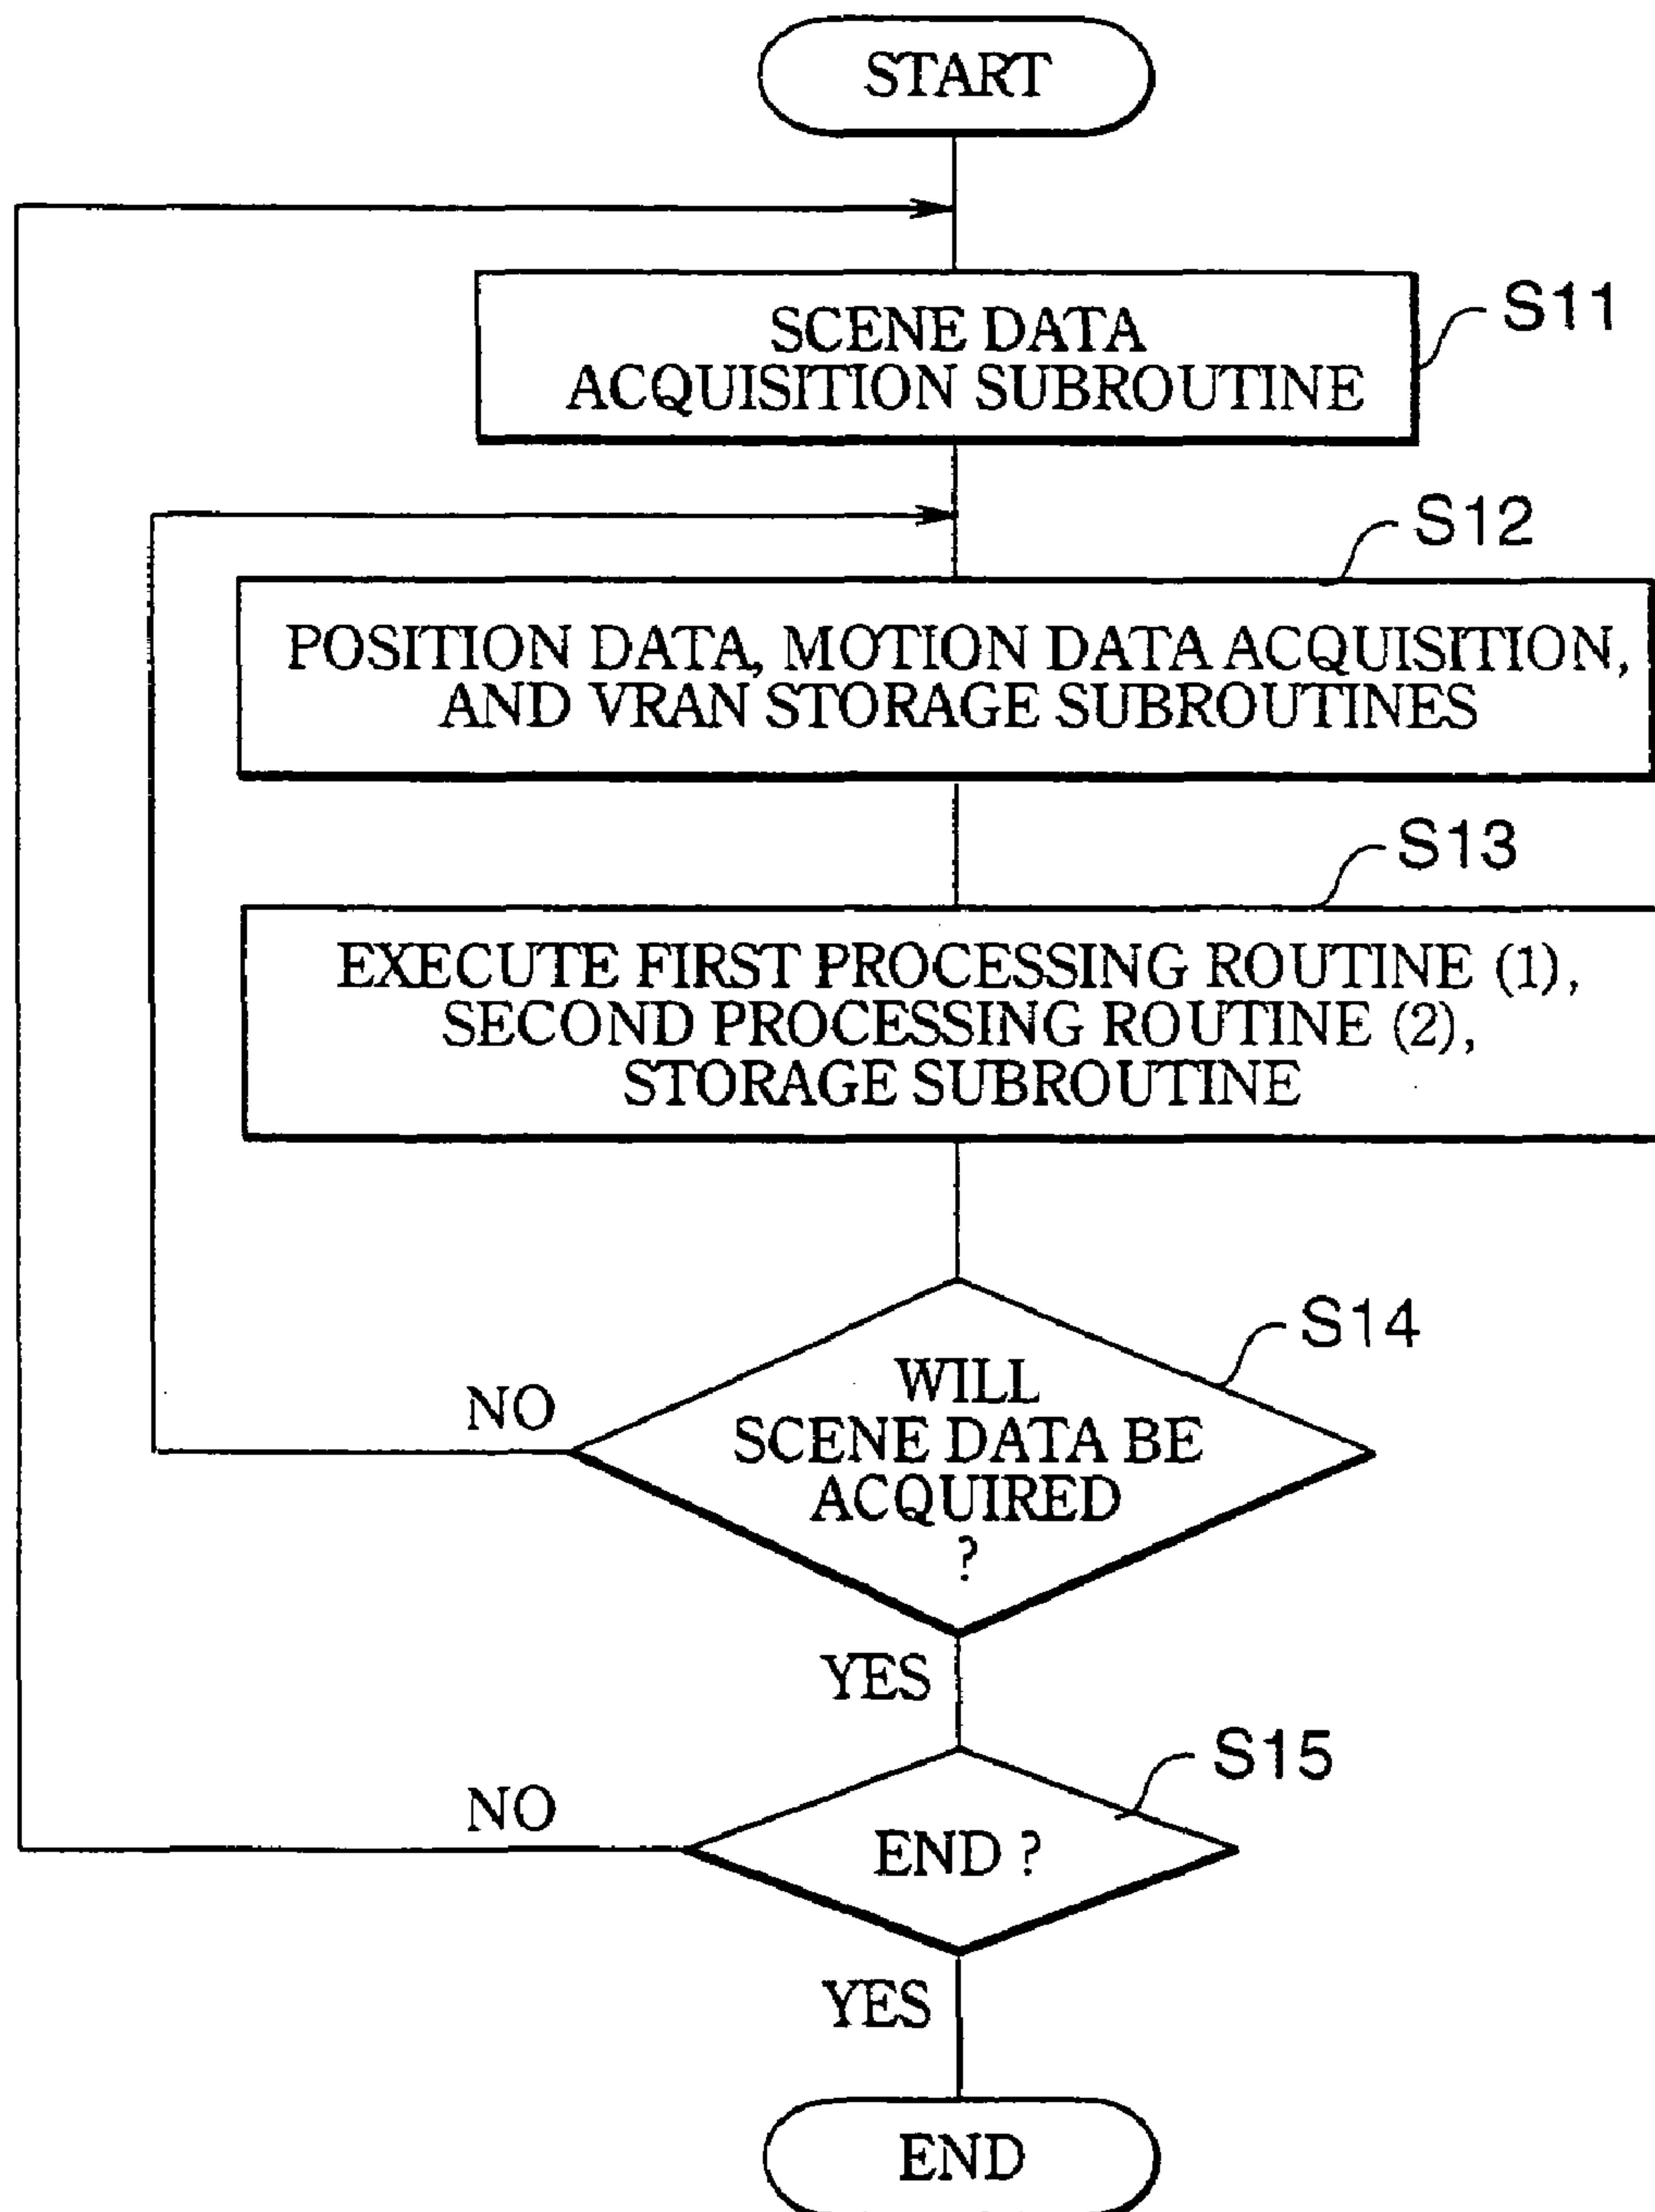 START
SCENE DATA
ACQUISITION SUBROUTINE
S11
S12
POSITION DATA, MOTION DATA ACQUISITION,
AND VRAN STORAGE SUBROUTINES
S13
EXECUTE FIRST PROCESSING ROUTINE (1),
SECOND PROCESSING ROUTINE (2),
STORAGE SUBROUTINE
S14
WILL
SCENE DATA BE
ACQUIRED
?
NO
YES
S15
END ?
NO
YES
END